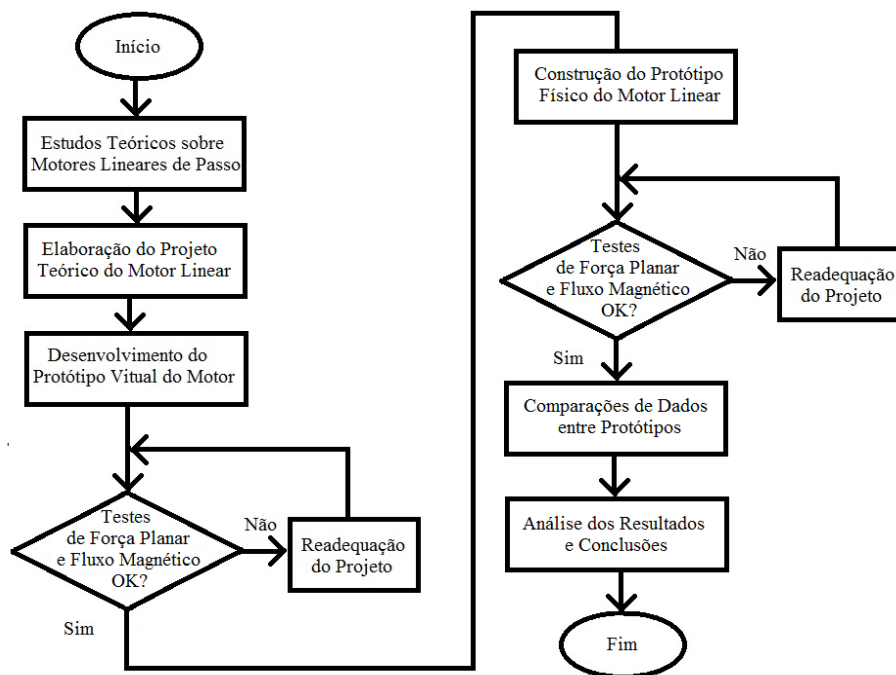 Início
Estudos Teóricos sobre
Motores Lineares de Passo
Elaboração do Projeto
Teórico do Motor Linear
Desenvolvimento do
Protótipo Vitual do Motor
Testes
de Força Planar
e Fluxo Magnético
OK?
Não
Readequação
do Projeto
Sim
Construção do Protótipo
Físico do Motor Linear
Testes
de Força Planar
e Fluxo Magnético
OK?
Não
Readequação
do Projeto
Sim
Comparações de Dados
entre Protótipos
Análise dos Resultados
e Conclusões
Fim